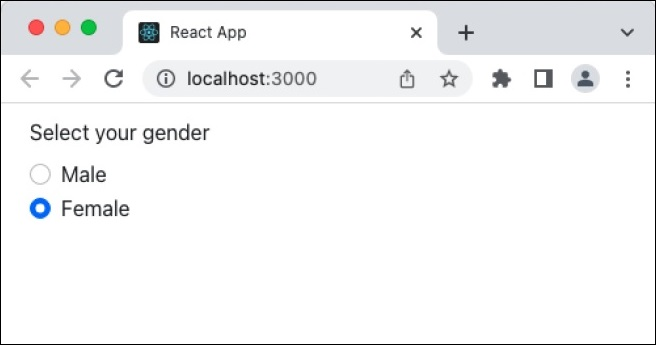 React App
localhost:3000
Select your gender
Male
Female